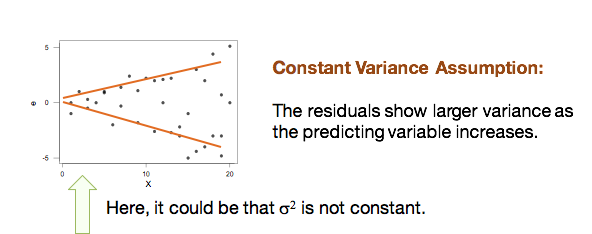 5
0
-5
e
0
10
20
X
Constant Variance Assumption:
The residuals show larger variance as
the predicting variable increases.
Here, it could be that σ² is not constant.